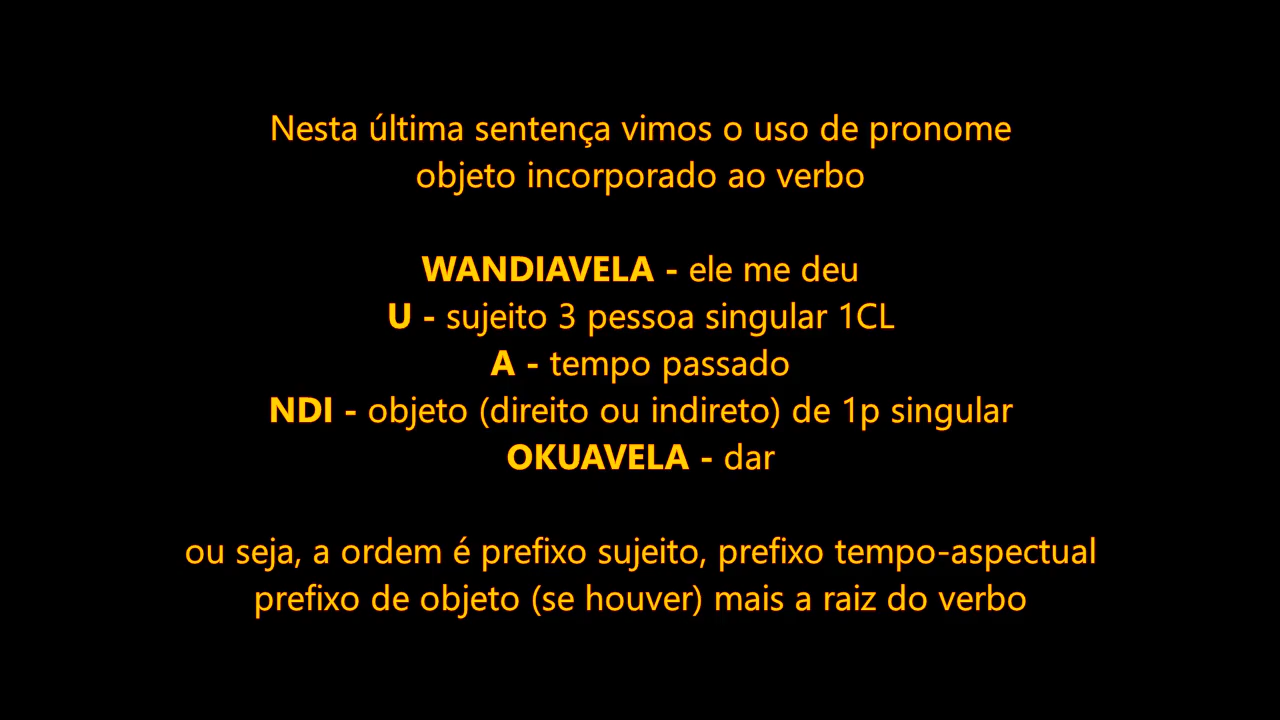 Nesta última sentença vimos o uso de pronome
objeto incorporado ao verbo
WANDIAVELA - ele me deu
U - sujeito 3 pessoa singular 1CL
A - tempo passado
NDI - objeto (direito ou indireto) de 1p singular
OKUAVELA - dar
ou seja, a ordem é prefixo sujeito, prefixo tempo-aspectual
prefixo de objeto (se houver) mais a raiz do verbo